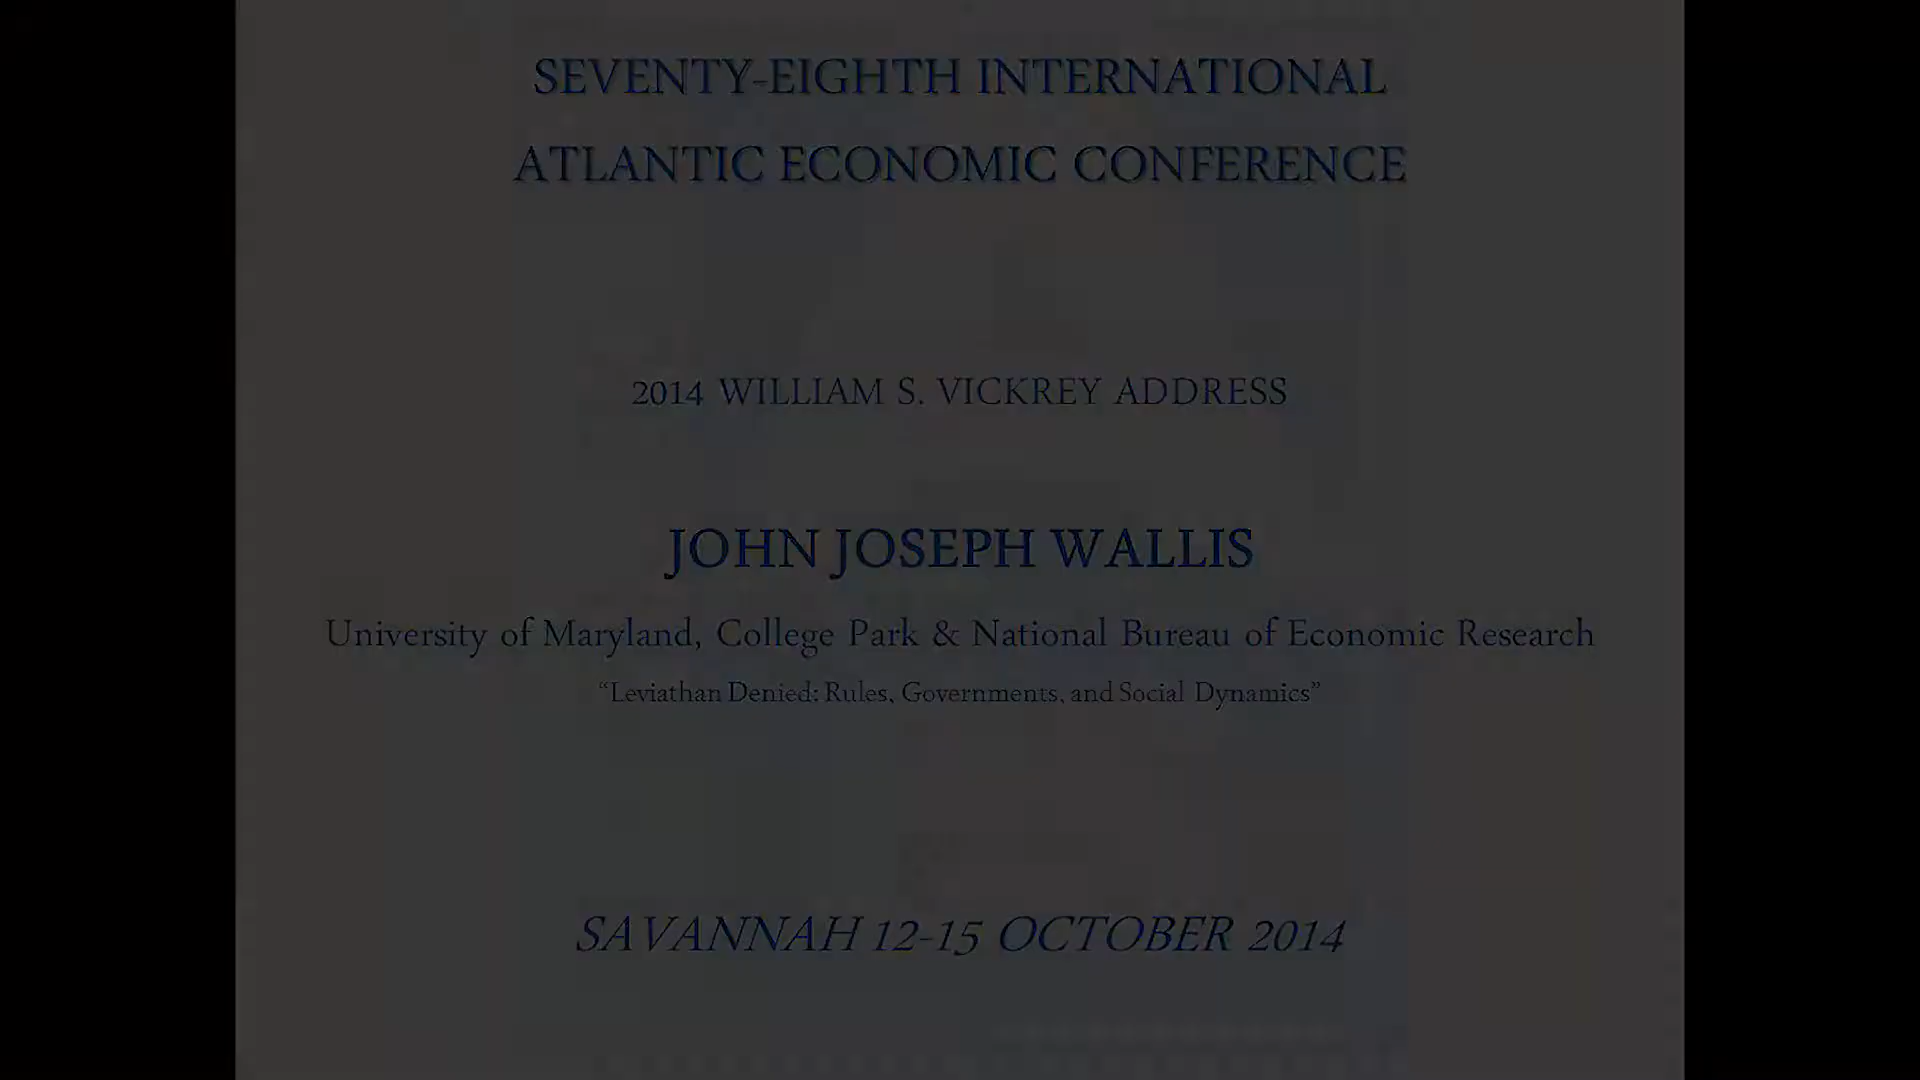 SEVENTY-EIGHTH INTERNATIONAL
ATLANTIC ECONOMIC CONFERENCE
2014 WILLIAM S. VICKREY ADDRESS
JOHN JOSEPH WALLIS
University of Maryland, College Park & National Bureau of Economic Research
“Leviathan Denied: Rules, Governments, and Social Dynamics”
SAVANNAH 12-15 OCTOBER 2014